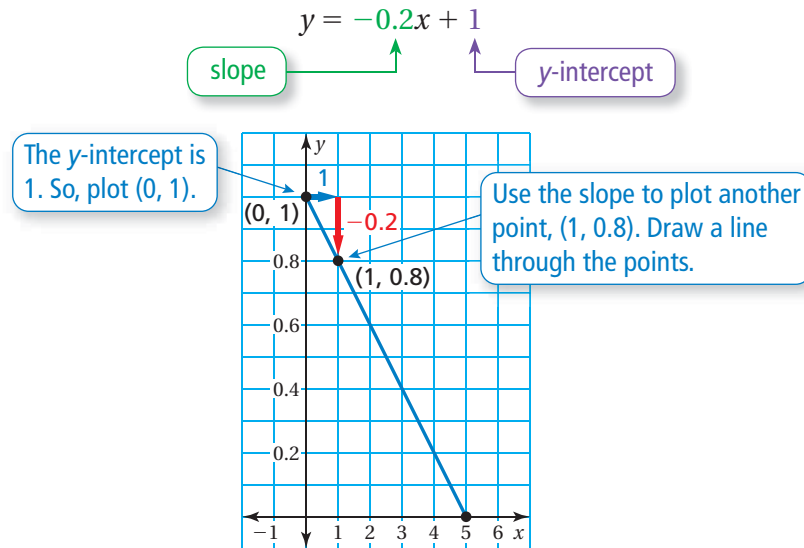 y = −0.2x + 1
slope
y-intercept
The y-intercept is
1. So, plot (0, 1).
y
1
(0, 1)
−0.2
Use the slope to plot another
point, (1, 0.8). Draw a line
through the points.
0.8
(1, 0.8)
0.6
0.4
0.2
−1 1 2 3 4 5 6 x